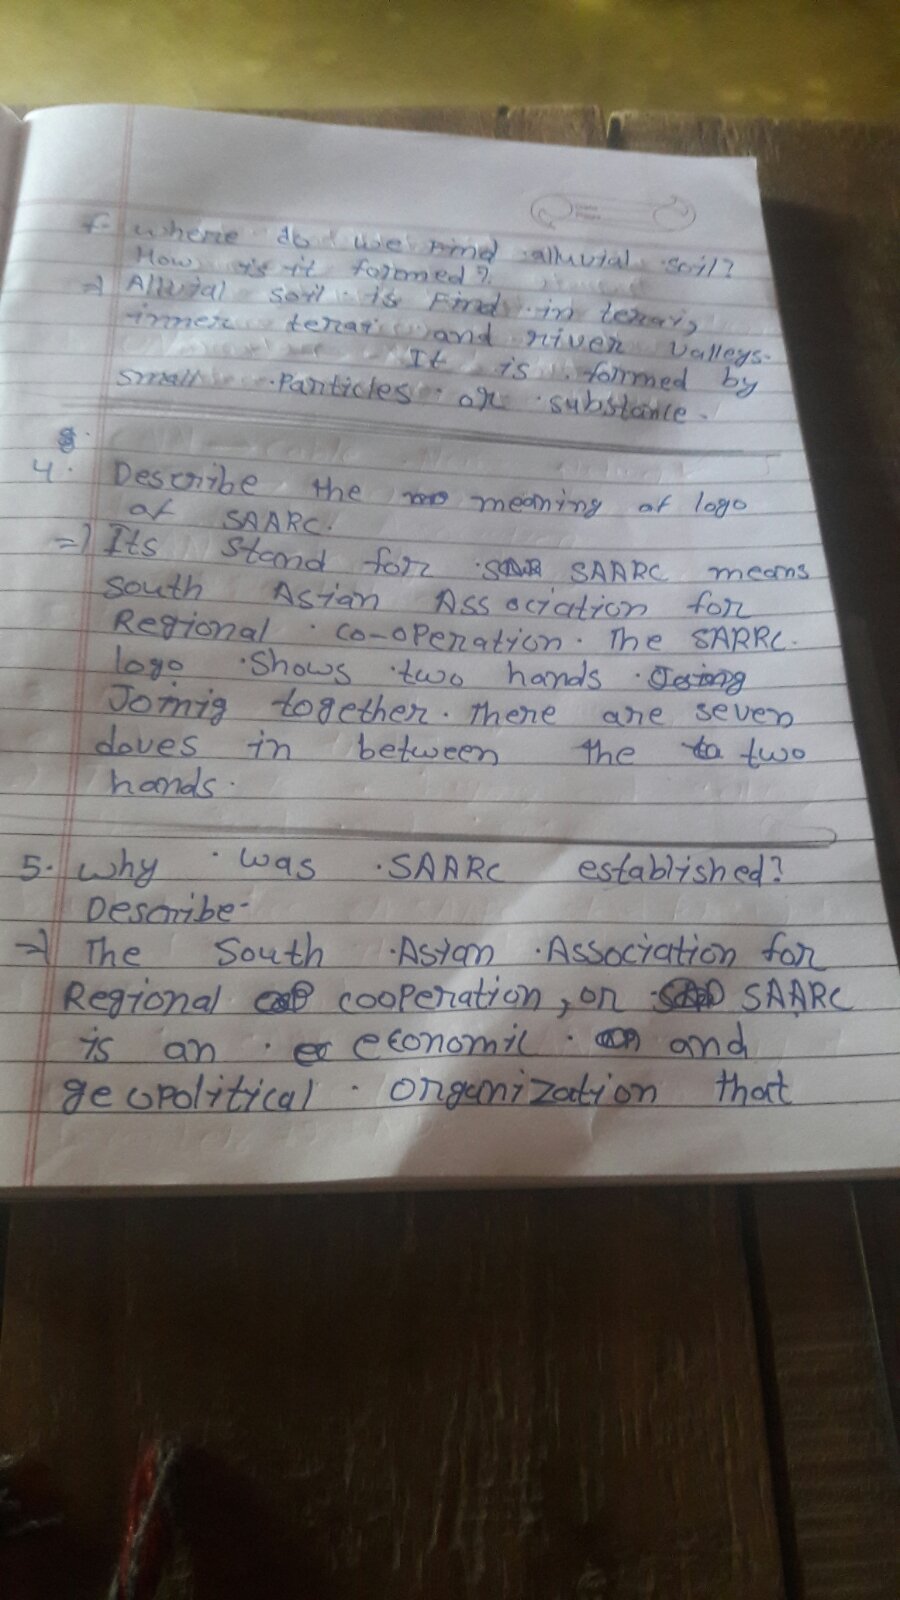 f- where do we Find alluvial soil?
How is it formed?
=> Alluvial soil is Find in terai,
inner terai and river valleys.
It is formed by
small Particles or substance.
4. Describe the meaning of logo
of SAARC.
=> Its stand for SAARC means
south Asian Association for
Regional co-operation. The SARRC.
logo shows two hands
Joinig together. There are seven
doves in between the two
hands.
5. why was SAARC established?
Describe-
=> The South Asian Association for
Regional cooperation, or SAARC
is an economic and
geopolitical organization that